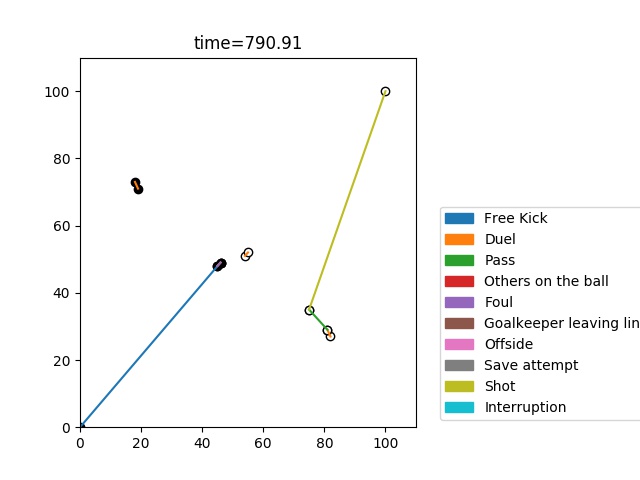 time=790.91
100
80
60
40
20
0
0 20 40 60 80 100
Free Kick
Duel
Pass
Others on the ball
Foul
Goalkeeper leaving lin
Offside
Save attempt
Shot
Interruption